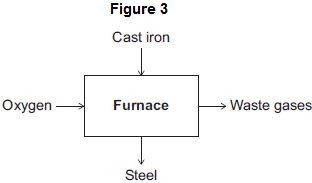 Figure 3
Cast iron
Oxygen
Furnace
Waste gases
Steel